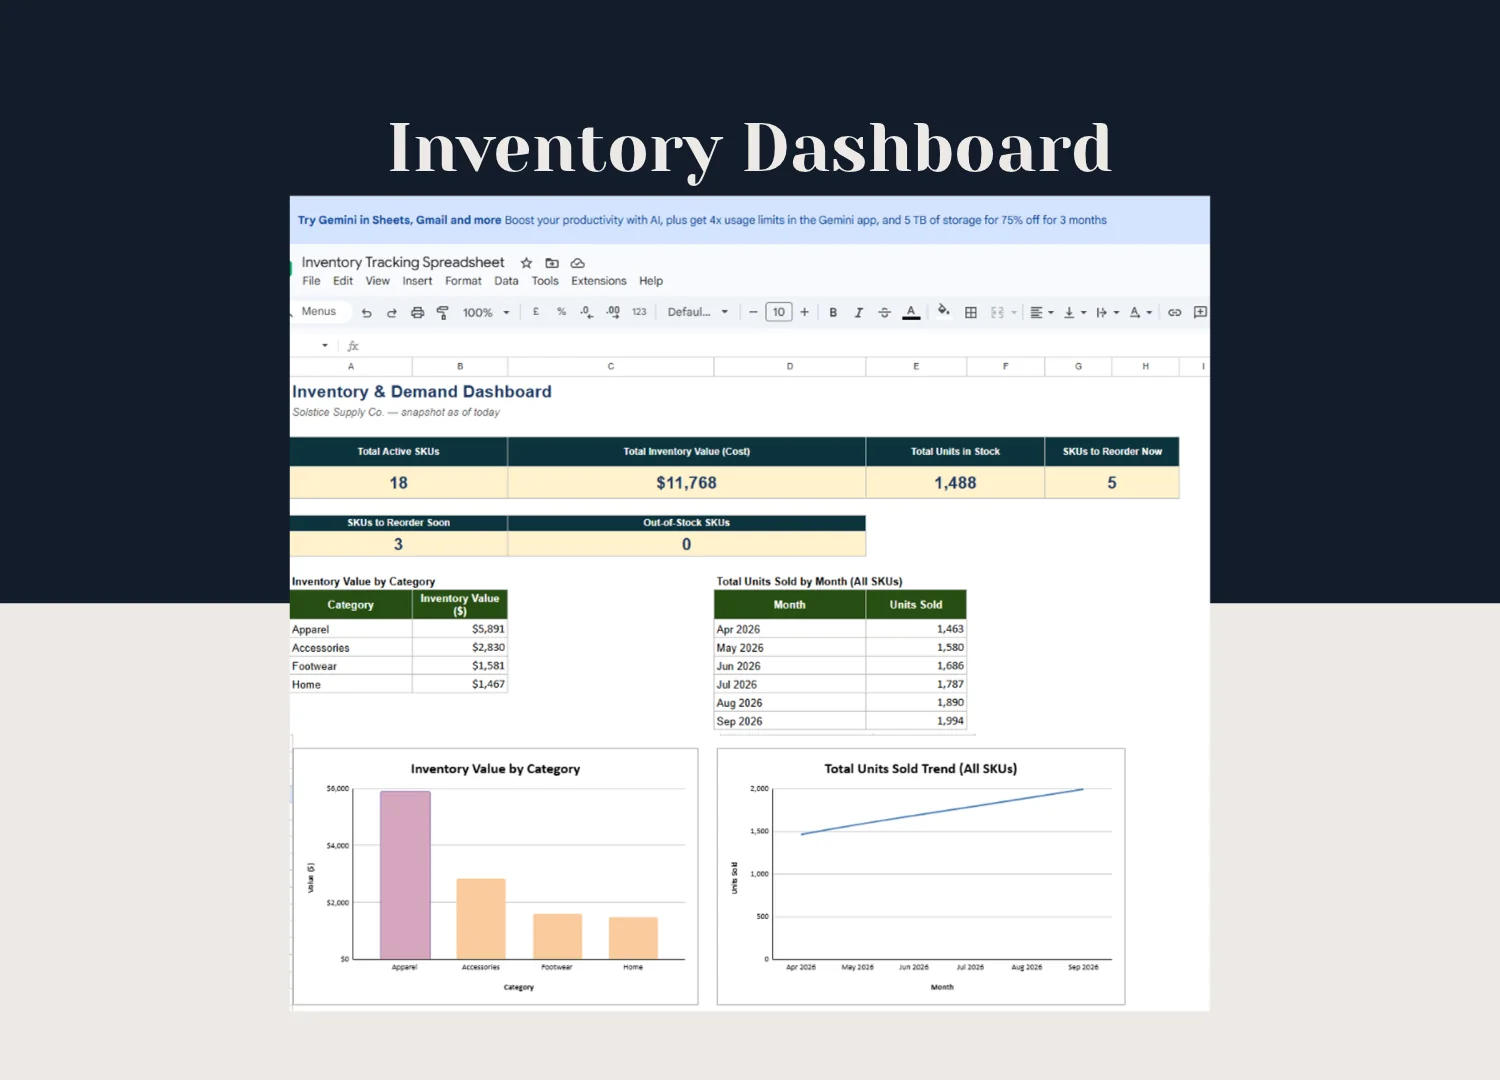 Inventory Dashboard
Try Gemini in Sheets, Gmail and more Boost your productivity with AI, plus get 4x usage limits in the Gemini app, and 5 TB of storage for 75% off for 3 months
Inventory Tracking Spreadsheet
File Edit View Insert Format Data Tools Extensions Help
Menus 100% £ % .0 .00 123 Defaul... 10 B I S A A
fx
A B C D E F G H I
Inventory & Demand Dashboard
Solstice Supply Co. — snapshot as of today
Total Active SKUs Total Inventory Value (Cost) Total Units in Stock SKUs to Reorder Now
18 $11,768 1,488 5
SKUs to Reorder Soon Out-of-Stock SKUs
3 0
Inventory Value by Category
Category Inventory Value
($)
Apparel $5,891
Accessories $2,830
Footwear $1,581
Home $1,467
Total Units Sold by Month (All SKUs)
Month Units Sold
Apr 2026 1,463
May 2026 1,580
Jun 2026 1,686
Jul 2026 1,787
Aug 2026 1,890
Sep 2026 1,994
Inventory Value by Category
$6,000
$4,000
$2,000
$0
Value ($)
Apparel Accessories Footwear Home
Category
Total Units Sold Trend (All SKUs)
2,000
1,500
1,000
500
0
Units Sold
Apr 2026 May 2026 Jun 2026 Jul 2026 Aug 2026 Sep 2026
Month